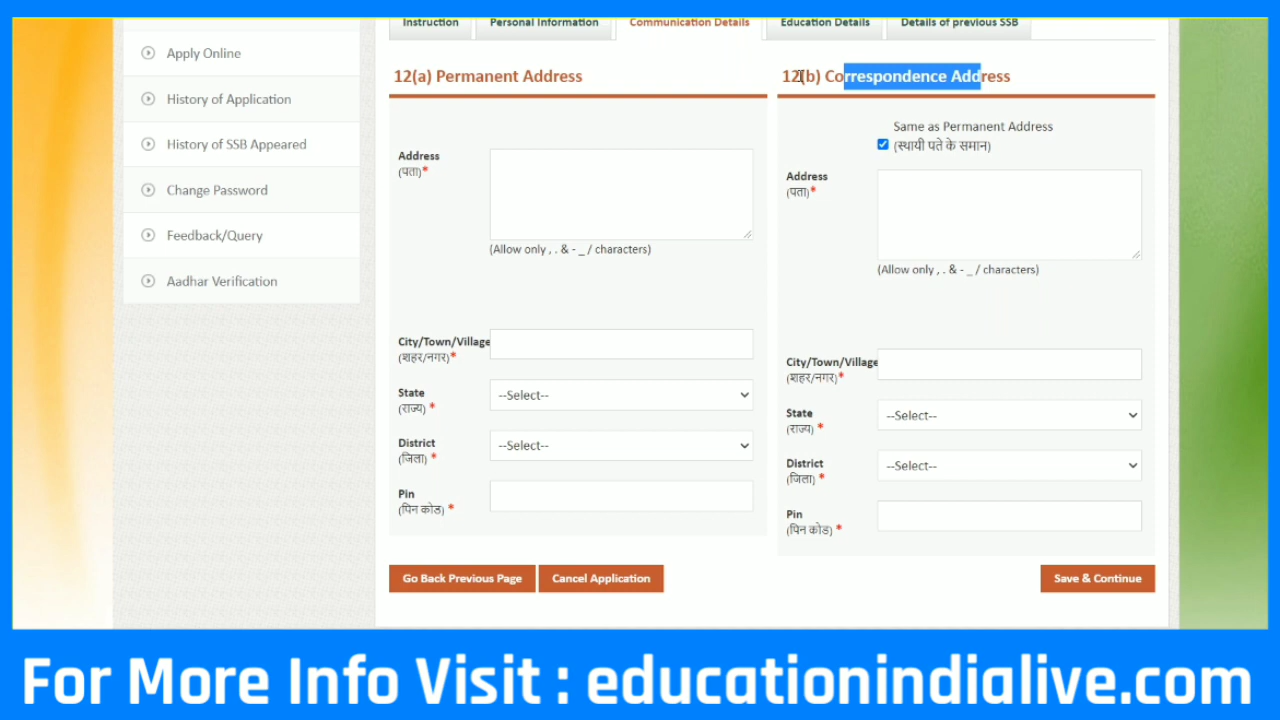 Instruction
Personal Information
Communication Details
Education Details
Details of previous SSB
Apply Online
History of Application
History of SSB Appeared
Change Password
Feedback/Query
Aadhar Verification
12(a) Permanent Address
Address
(पता)*
(Allow only , . & - _ / characters)
City/Town/Village
(शहर/नगर)*
State
--Select--
(राज्य) *
District
--Select--
(जिला) *
Pin
(पिन कोड) *
12(b) Correspondence Address
Same as Permanent Address
(स्थायी पते के समान)
Address
(पता)*
(Allow only , . & - _ / characters)
City/Town/Village
(शहर/नगर)*
State
--Select--
(राज्य) *
District
--Select--
(जिला) *
Pin
(पिन कोड) *
Go Back Previous Page
Cancel Application
Save & Continue
For More Info Visit : educationindialive.com